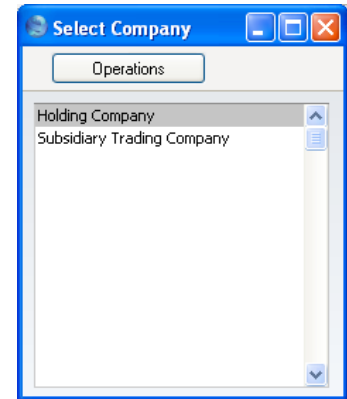 Select Company
Operations
Holding Company
Subsidiary Trading Company